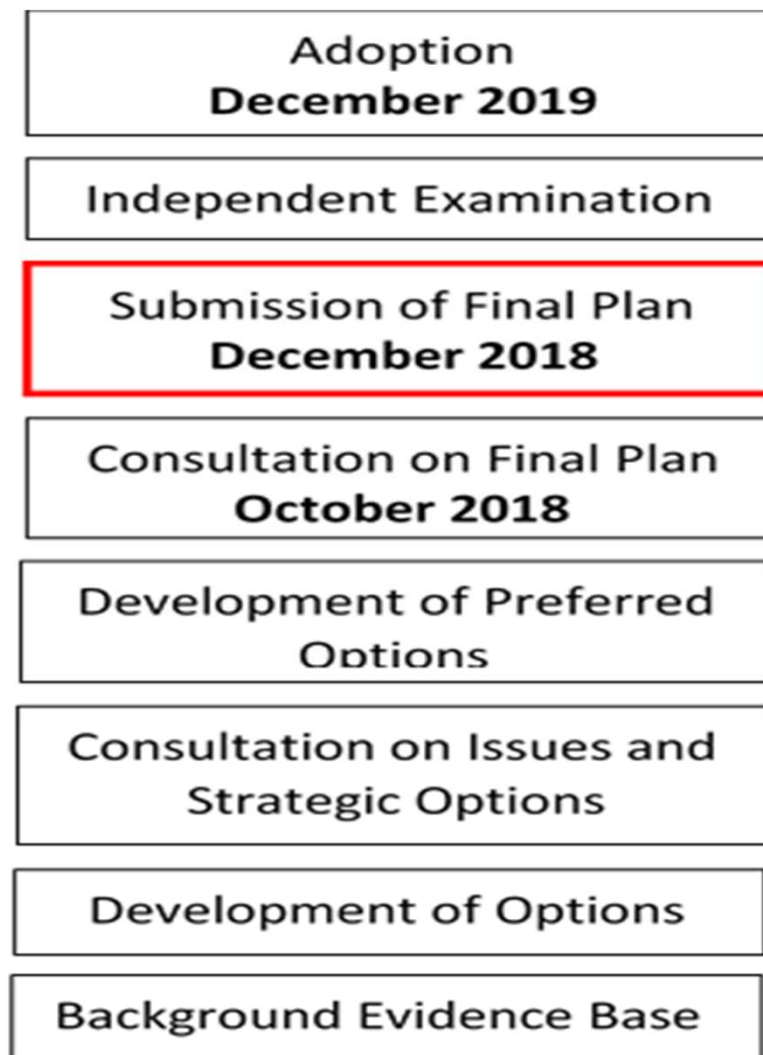 Adoption
December 2019
Independent Examination
Submission of Final Plan
December 2018
Consultation on Final Plan
October 2018
Development of Preferred
Options
Consultation on Issues and
Strategic Options
Development of Options
Background Evidence Base